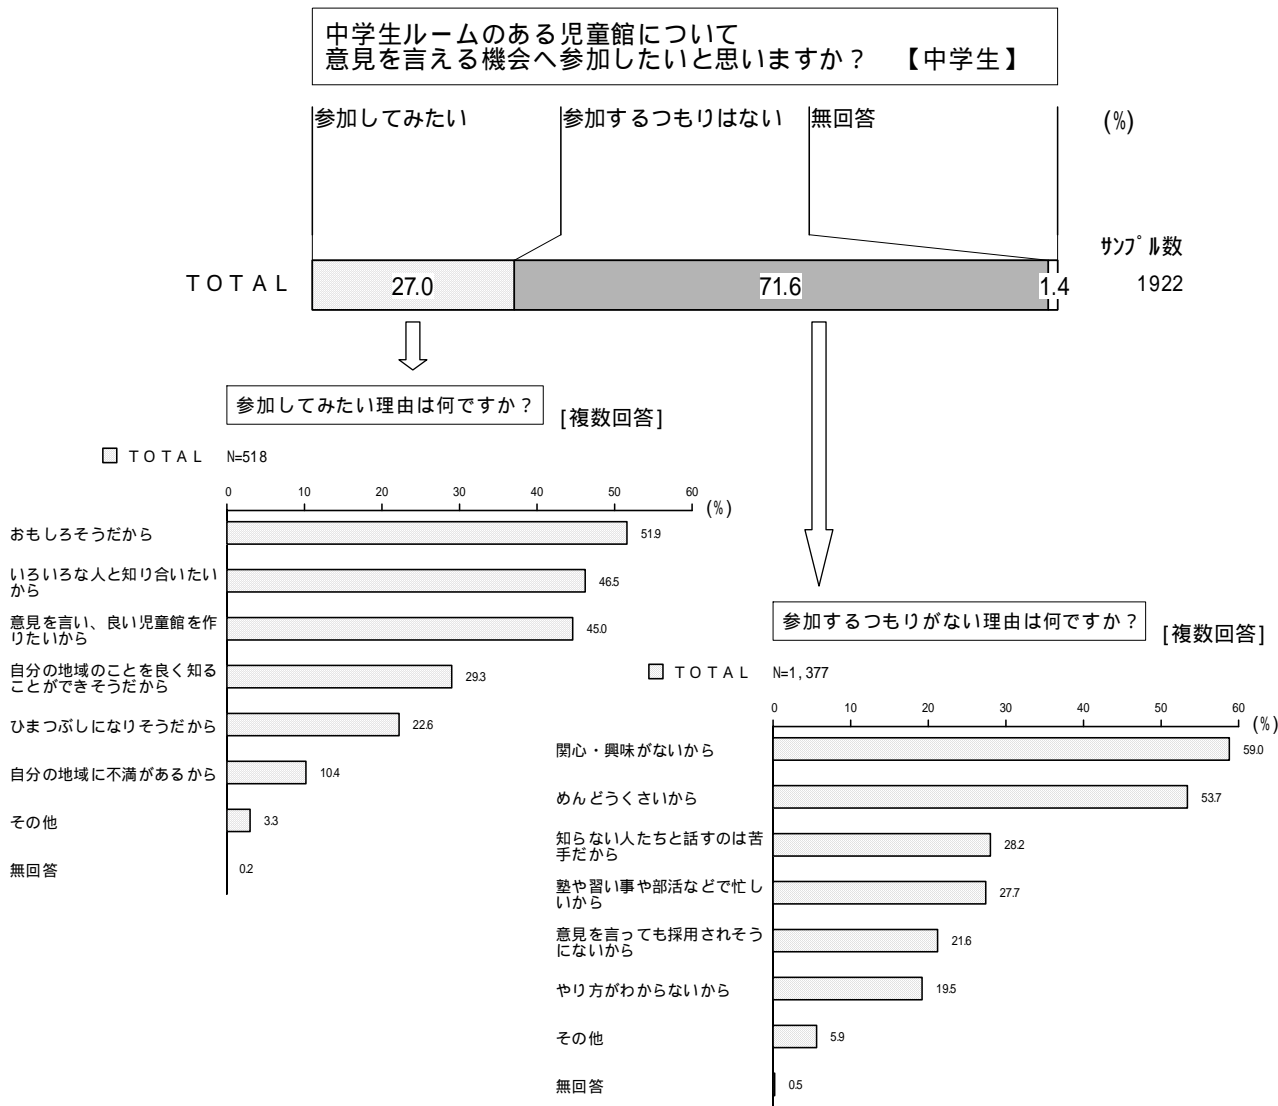 中学生ルームのある児童館について
意見を言える機会へ参加したいと思いますか？　【中学生】
参加してみたい 参加するつもりはない 無回答 (%)
ｻﾝﾌﾟﾙ数
ＴＯＴＡＬ 27.0 71.6 1.4 1922
参加してみたい理由は何ですか？ [複数回答]
ＴＯＴＡＬ N=518
0 10 20 30 40 50 60 (%)
おもしろそうだから 51.9
いろいろな人と知り合いたい
から 46.5
意見を言い、良い児童館を作
りたいから 45.0
自分の地域のことを良く知る
ことができそうだから 29.3
ひまつぶしになりそうだから 22.6
自分の地域に不満があるから 10.4
その他 3.3
無回答 0.2
参加するつもりがない理由は何ですか？ [複数回答]
ＴＯＴＡＬ N=1,377
0 10 20 30 40 50 60 (%)
関心・興味がないから 59.0
めんどうくさいから 53.7
知らない人たちと話すのは苦
手だから 28.2
塾や習い事や部活などで忙し
いから 27.7
意見を言っても採用されそう
にないから 21.6
やり方がわからないから 19.5
その他 5.9
無回答 0.5